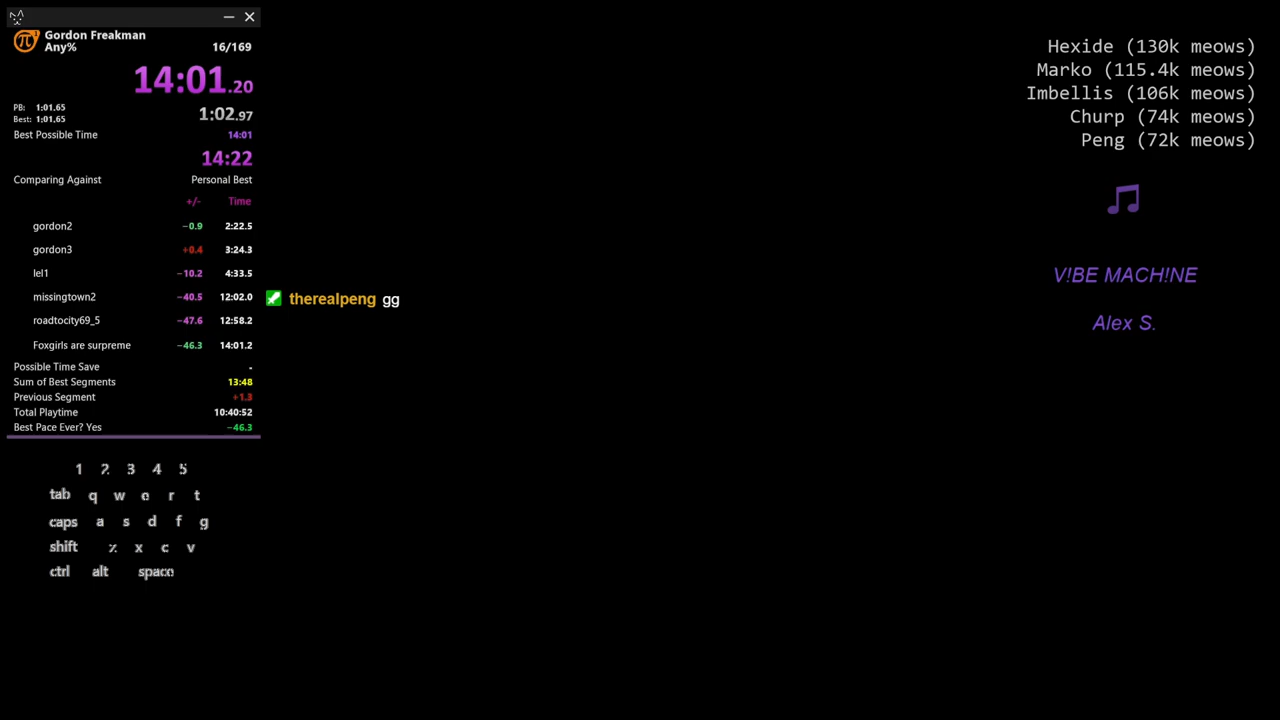 Gordon Freakman
Any% 16/169
14:01.20
PB: 1:01.65
Best: 1:01.65
1:02.97
Best Possible Time 14:01
14:22
Comparing Against Personal Best
+/- Time
gordon2 −0.9 2:22.5
gordon3 +0.4 3:24.3
lel1 −10.2 4:33.5
missingtown2 −40.5 12:02.0
roadtocity69_5 −47.6 12:58.2
Foxgirls are surpreme −46.3 14:01.2
Possible Time Save -
Sum of Best Segments 13:48
Previous Segment +1.3
Total Playtime 10:40:52
Best Pace Ever? Yes −46.3
1 2 3 4 5
tab q w e r t
caps a s d f g
shift z x c v
ctrl alt space
therealpeng gg
Hexide (130k meows)
Marko (115.4k meows)
Imbellis (106k meows)
Churp (74k meows)
Peng (72k meows)
V!BE MACH!NE
Alex S.